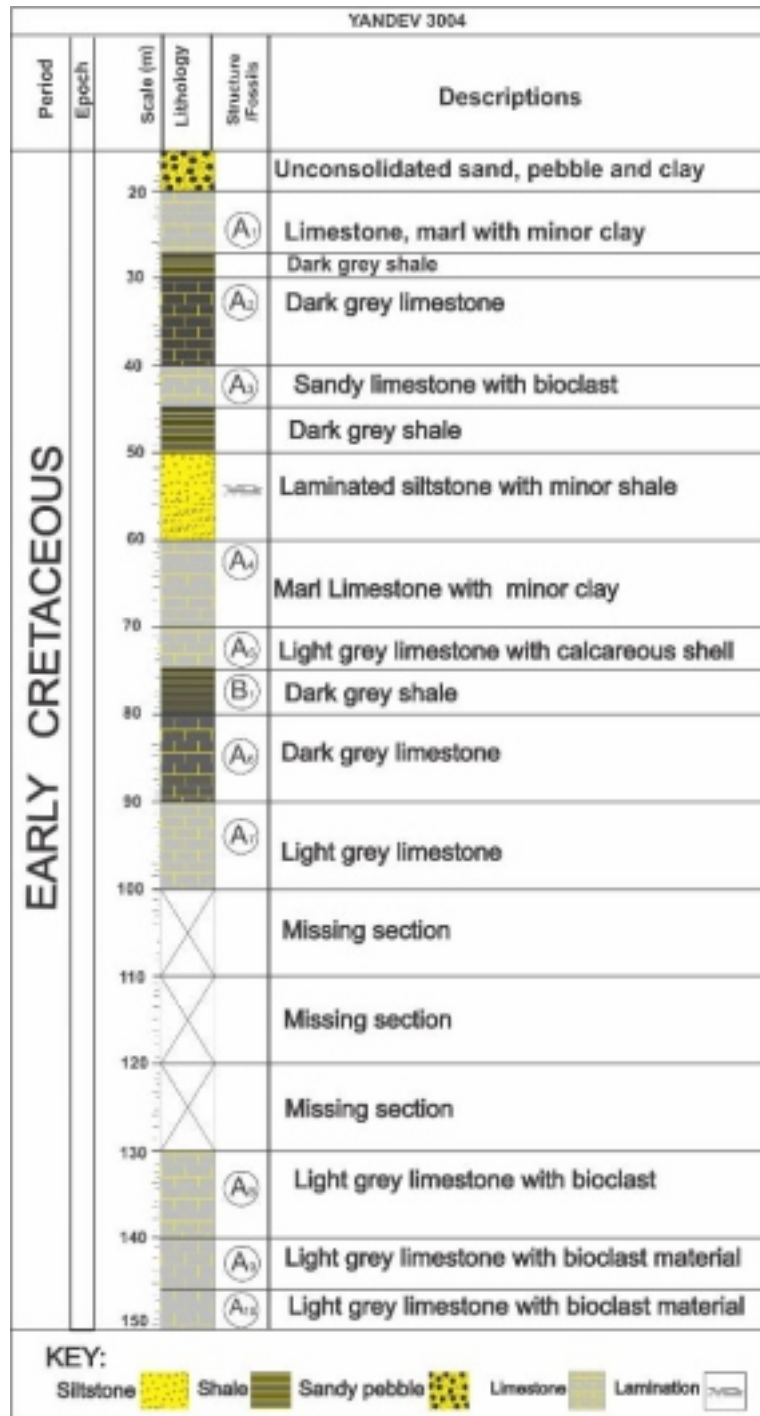 YANDEV 3004
Period
Epoch
Scale (m)
Lithology
Structure
/Fossils
Descriptions
EARLY CRETACEOUS
Unconsolidated sand, pebble and clay
20
A1 Limestone, marl with minor clay
Dark grey shale
30
A2 Dark grey limestone
40
A3 Sandy limestone with bioclast
Dark grey shale
50
Laminated siltstone with minor shale
60
A4
Marl Limestone with minor clay
70
A5 Light grey limestone with calcareous shell
B1 Dark grey shale
80
A6 Dark grey limestone
90
A7
Light grey limestone
100
Missing section
110
Missing section
120
Missing section
130
A8 Light grey limestone with bioclast
140
A9 Light grey limestone with bioclast material
A10 Light grey limestone with bioclast material
150
KEY:
Siltstone Shale Sandy pebble Limestone Lamination